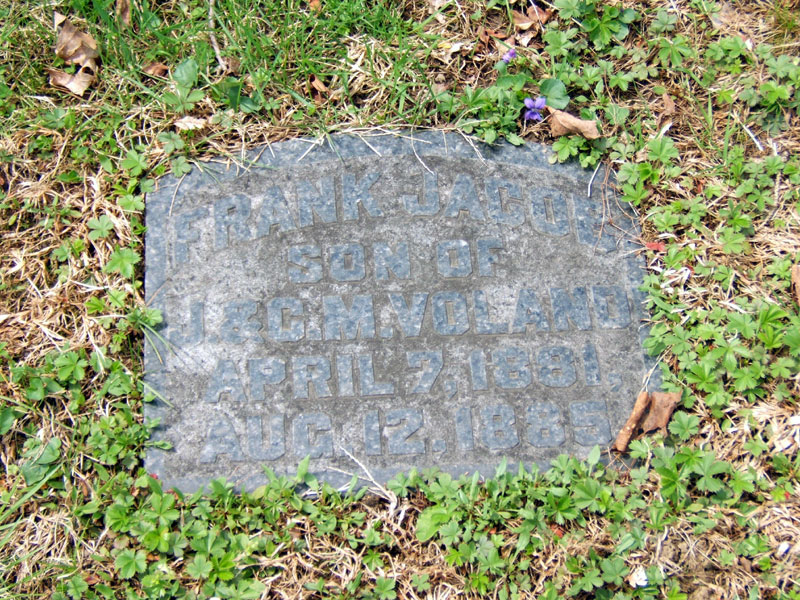 FRANK JACOB,
SON OF
J. & C. M. VOLAND
APRIL 7, 1881,
AUG. 12, 1885.